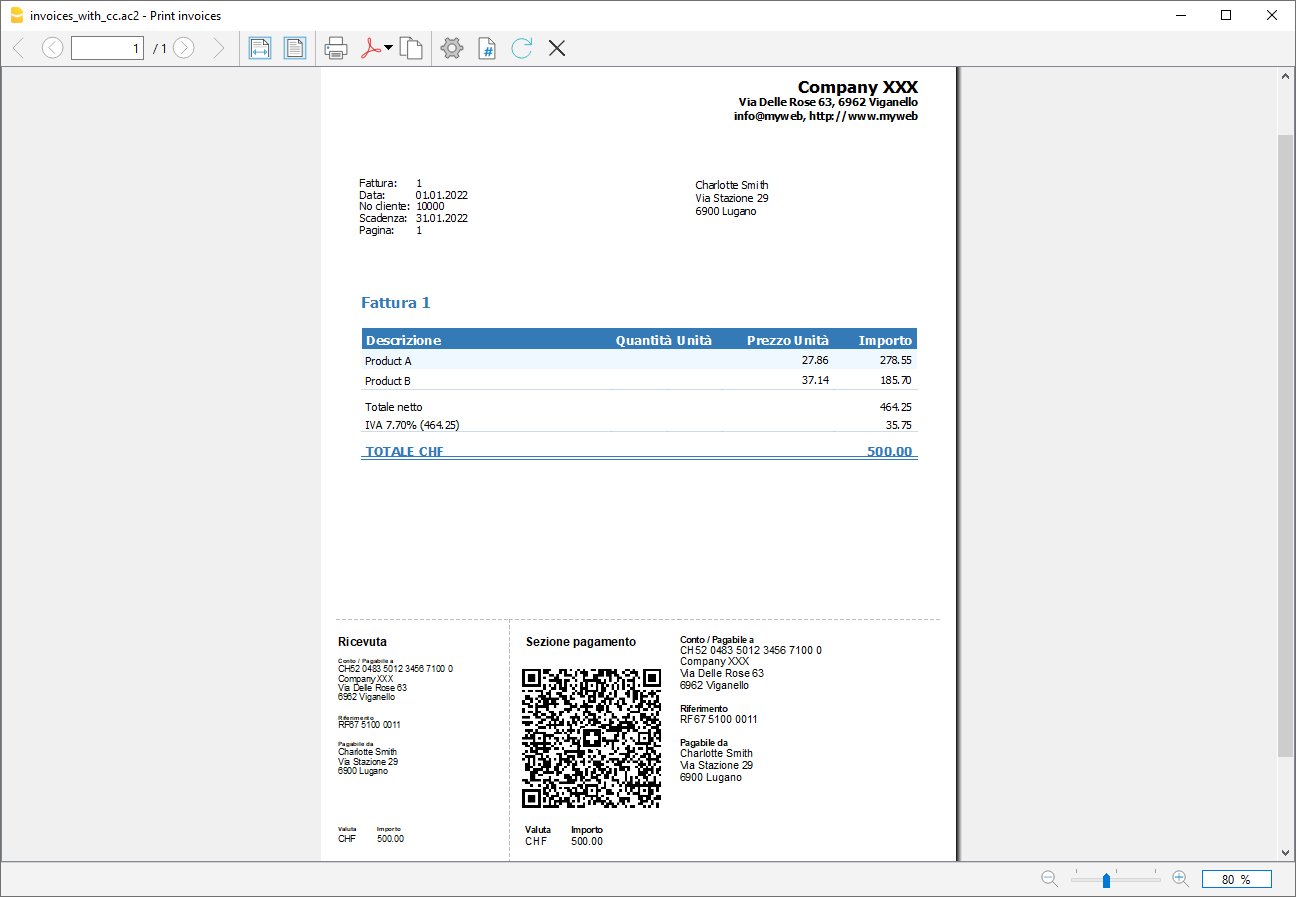 invoices_with_cc.ac2 - Print invoices
1 / 1
#
Company XXX
Via Delle Rose 63, 6962 Viganello
info@myweb, http://www.myweb
Fattura: 1
Data: 01.01.2022
No cliente: 10000
Scadenza: 31.01.2022
Pagina: 1
Charlotte Smith
Via Stazione 29
6900 Lugano
Fattura 1
Descrizione Quantità Unità Prezzo Unità Importo
Product A 27.86 278.55
Product B 37.14 185.70
Totale netto 464.25
IVA 7.70% (464.25) 35.75
TOTALE CHF 500.00
Ricevuta
Conto / Pagabile a
CH52 0483 5012 3456 7100 0
Company XXX
Via Delle Rose 63
6962 Viganello
Riferimento
RF67 5100 0011
Pagabile da
Charlotte Smith
Via Stazione 29
6900 Lugano
Valuta Importo
CHF 500.00
Sezione pagamento
Valuta Importo
CHF 500.00
Conto / Pagabile a
CH52 0483 5012 3456 7100 0
Company XXX
Via Delle Rose 63
6962 Viganello
Riferimento
RF67 5100 0011
Pagabile da
Charlotte Smith
Via Stazione 29
6900 Lugano
80 %